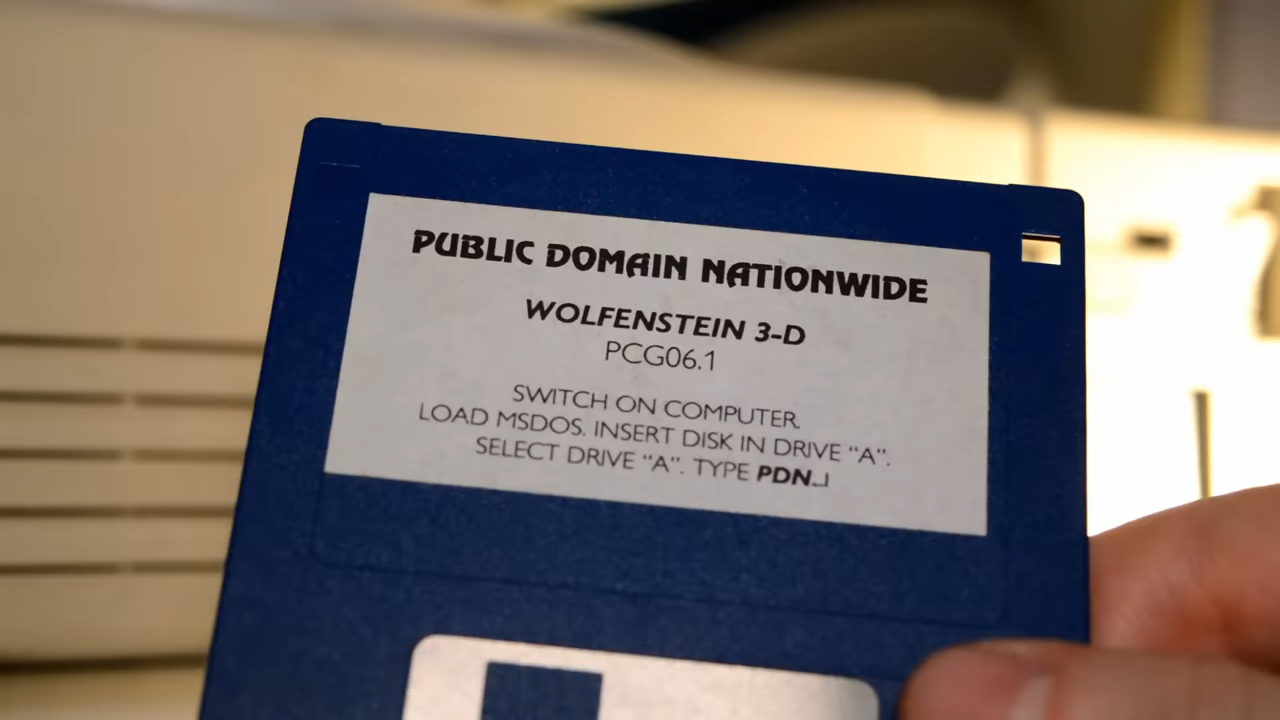 PUBLIC DOMAIN NATIONWIDE
WOLFENSTEIN 3-D
PCG06.1
SWITCH ON COMPUTER.
LOAD MSDOS. INSERT DISK IN DRIVE “A”.
SELECT DRIVE “A”. TYPE PDN.⏎